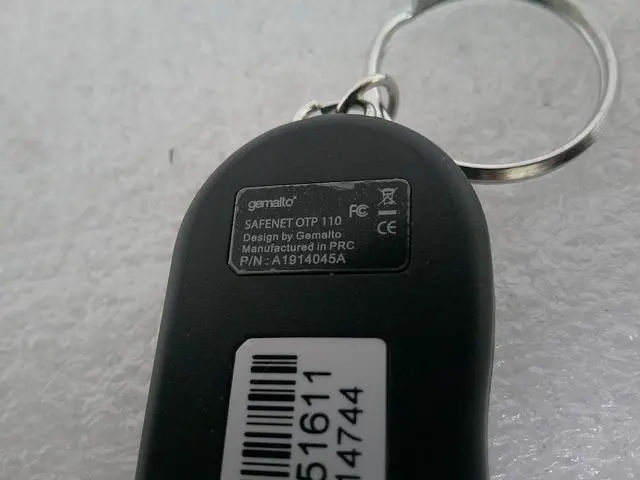 gemalto
SAFENET OTP 110
FC
Design by Gemalto
CE
Manufactured in PRC
P/N : A1914045A
51611
14744